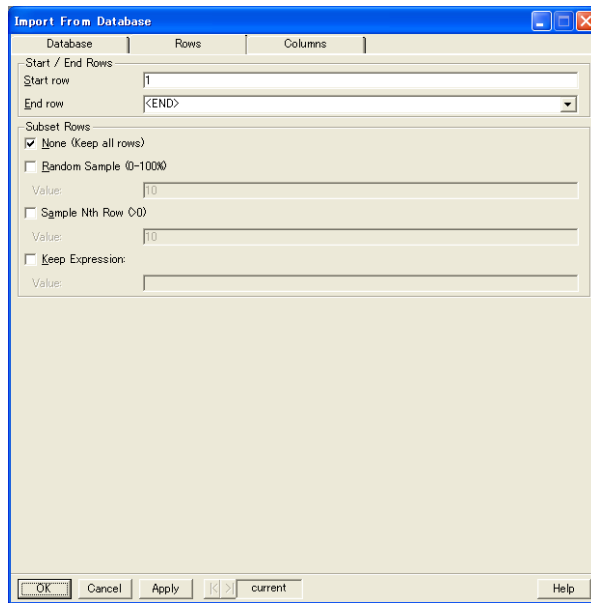 Import From Database
Database Rows Columns
Start / End Rows
Start row 1
End row <END>
Subset Rows
None (Keep all rows)
Random Sample (0-100%)
Value: 10
Sample Nth Row (>0)
Value: 10
Keep Expression:
Value:
OK Cancel Apply |< >| current Help